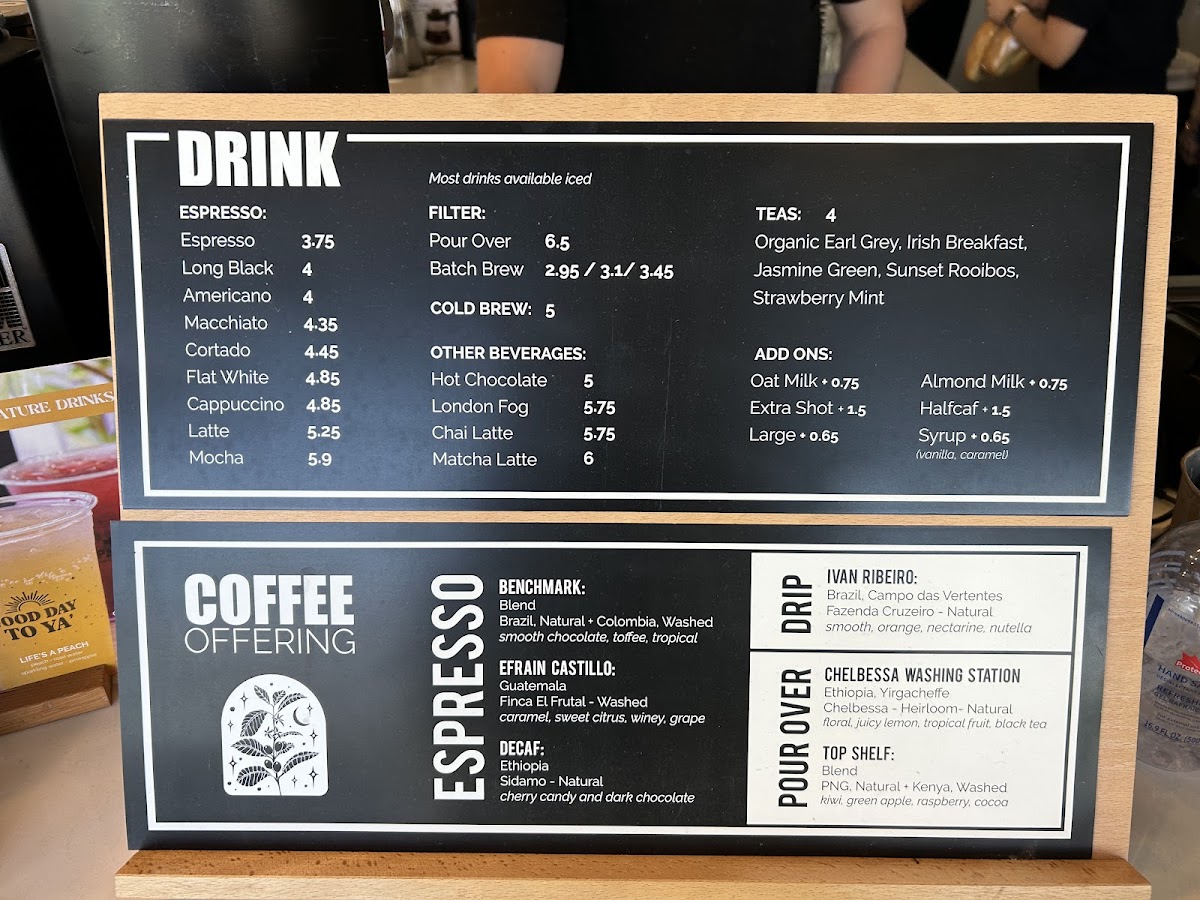 DRINK
Most drinks available iced
ESPRESSO:
Espresso 3.75
Long Black 4
Americano 4
Macchiato 4.35
Cortado 4.45
Flat White 4.85
Cappuccino 4.85
Latte 5.25
Mocha 5.9
FILTER:
Pour Over 6.5
Batch Brew 2.95 / 3.1/ 3.45
COLD BREW: 5
OTHER BEVERAGES:
Hot Chocolate 5
London Fog 5.75
Chai Latte 5.75
Matcha Latte 6
TEAS: 4
Organic Earl Grey, Irish Breakfast,
Jasmine Green, Sunset Rooibos,
Strawberry Mint
ADD ONS:
Oat Milk + 0.75
Extra Shot + 1.5
Large + 0.65
Almond Milk + 0.75
Halfcaf + 1.5
Syrup + 0.65
(vanilla, caramel)
COFFEE
OFFERING
ESPRESSO
BENCHMARK:
Blend
Brazil, Natural + Colombia, Washed
smooth chocolate, toffee, tropical
EFRAIN CASTILLO:
Guatemala
Finca El Frutal - Washed
caramel, sweet citrus, winey, grape
DECAF:
Ethiopia
Sidamo - Natural
cherry candy and dark chocolate
DRIP
IVAN RIBEIRO:
Brazil, Campo das Vertentes
Fazenda Cruzeiro - Natural
smooth, orange, nectarine, nutella
POUR OVER
CHELBESSA WASHING STATION
Ethiopia, Yirgacheffe
Chelbessa - Heirloom- Natural
floral, juicy lemon, tropical fruit, black tea
TOP SHELF:
Blend
PNG, Natural + Kenya, Washed
kiwi, green apple, raspberry, cocoa
ATURE DRINKS
OOD DAY
TO YA'
LIFE'S A PEACH
HAND